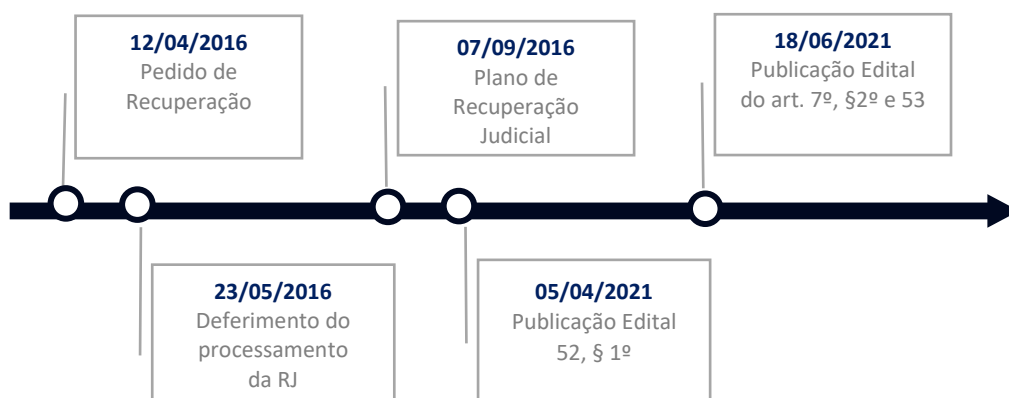 12/04/2016
Pedido de
Recuperação
07/09/2016
Plano de
Recuperação
Judicial
18/06/2021
Publicação Edital
do art. 7º, §2º e 53
23/05/2016
Deferimento do
processamento
da RJ
05/04/2021
Publicação Edital
52, § 1º